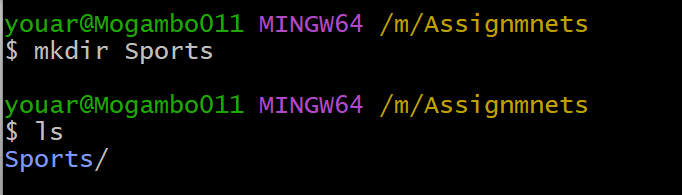 youar@Mogambo011 MINGW64 /m/Assignmnets
$ mkdir Sports
youar@Mogambo011 MINGW64 /m/Assignmnets
$ ls
Sports/